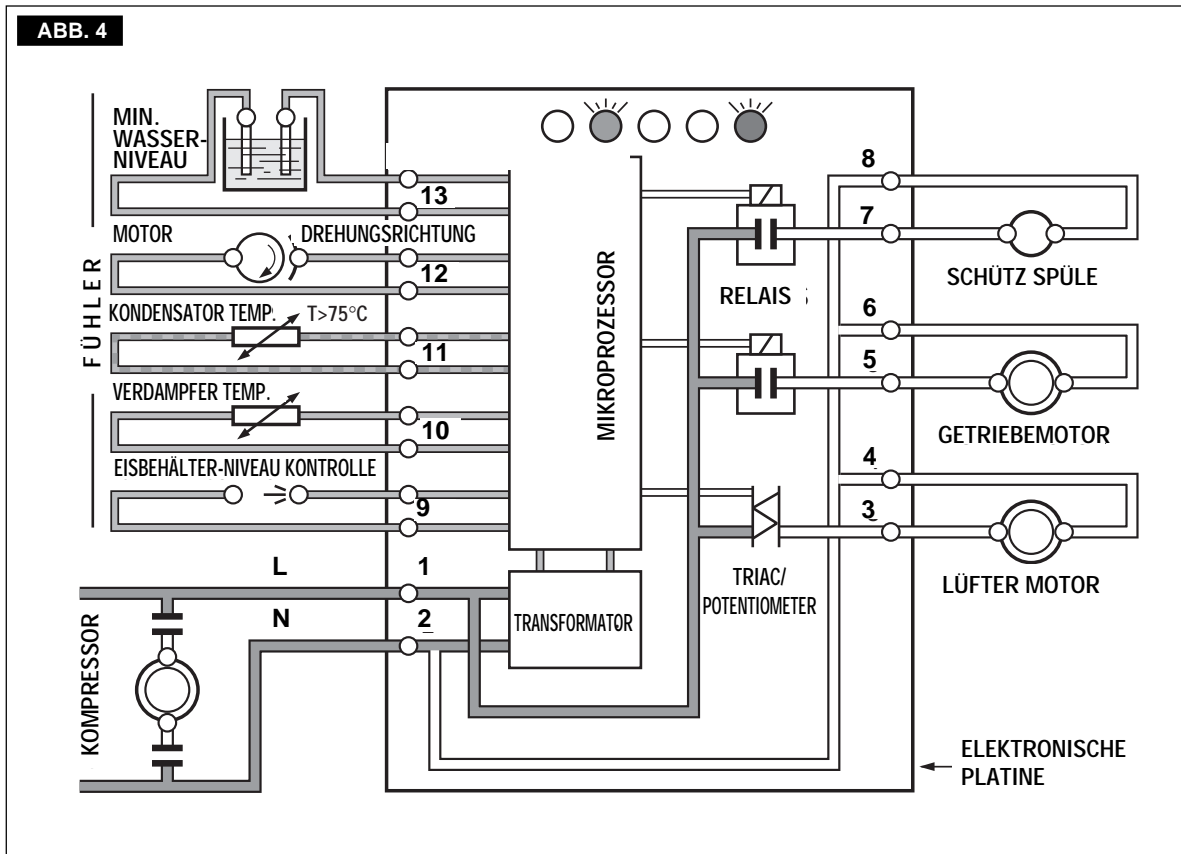 ABB. 4
MIN.
WASSER-
NIVEAU
13
MOTOR
DREHUNGSRICHTUNG
12
KONDENSATOR TEMP.
T>75°C
11
VERDAMPFER TEMP.
10
EISBEHÄLTER-NIVEAU KONTROLLE
9
FÜHLER
L
1
N
2
KOMPRESSOR
MIKROPROZESSOR
TRANSFORMATOR
RELAIS
TRIAC/
POTENTIOMETER
8
7
SCHÜTZ SPÜLE
6
5
GETRIEBEMOTOR
4
3
LÜFTER MOTOR
ELEKTRONISCHE
PLATINE